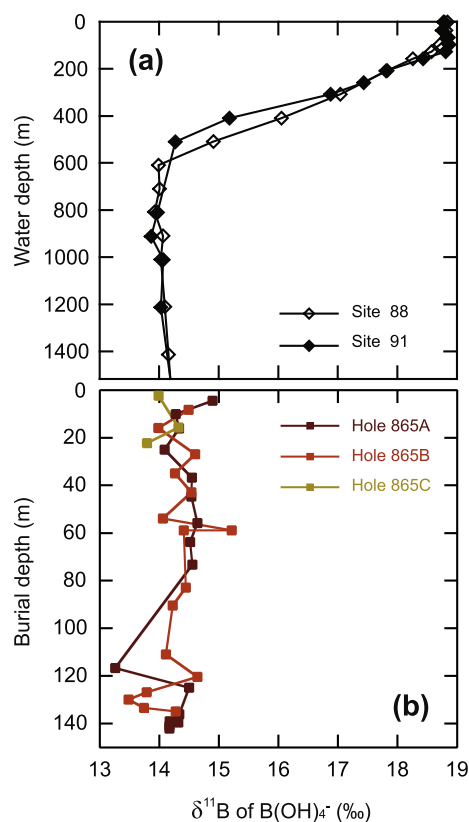 0
200
400
600
800
1000
1200
1400
Water depth (m)
(a)
Site 88
Site 91
0
20
40
60
80
100
120
140
Burial depth (m)
Hole 865A
Hole 865B
Hole 865C
(b)
13 14 15 16 17 18 19
δ¹¹B of B(OH)₄⁻ (‰)